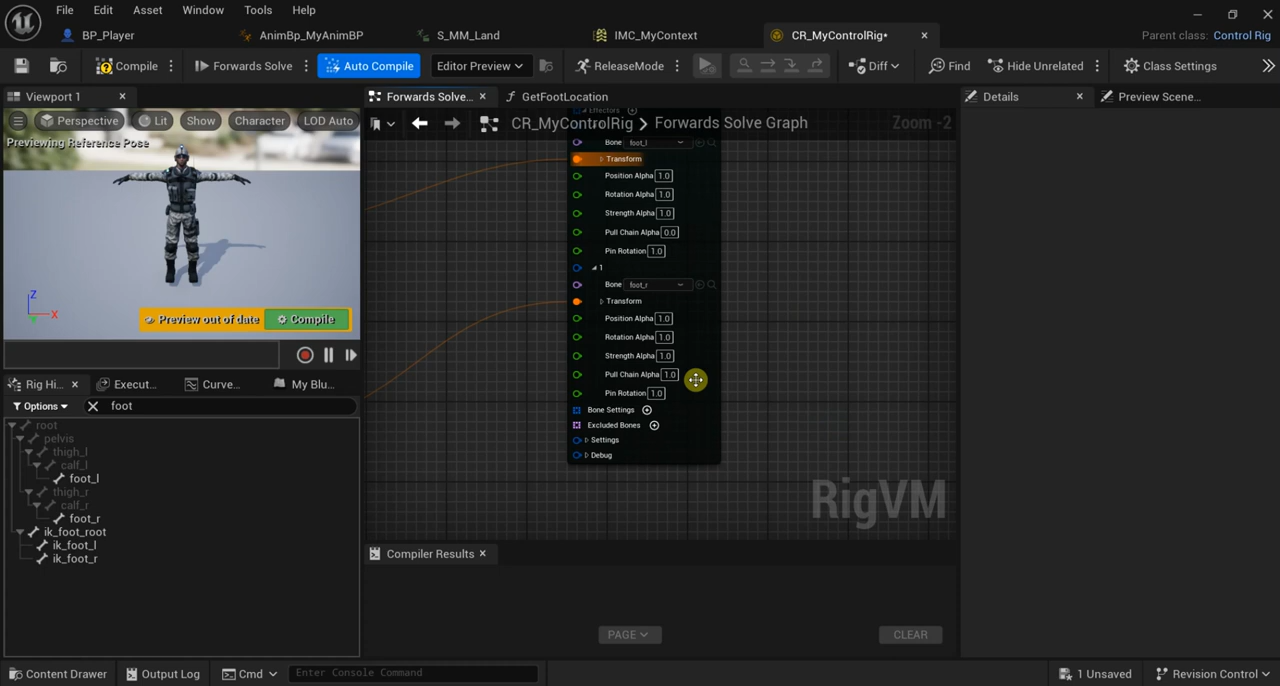 File Edit Asset Window Tools Help
BP_Player AnimBp_MyAnimBP S_MM_Land IMC_MyContext CR_MyControlRig* Parent class: Control Rig
Compile Forwards Solve Auto Compile Editor Preview ReleaseMode Diff Find Hide Unrelated Class Settings
Viewport 1 Forwards Solve... GetFootLocation Details Preview Scene...
Perspective Lit Show Character LOD Auto
CR_MyControlRig Forwards Solve Graph Zoom -2
Previewing Reference Pose
Effectors
Bone foot_l
Transform
Position Alpha 1.0
Rotation Alpha 1.0
Strength Alpha 1.0
Pull Chain Alpha 0.0
Pin Rotation 1.0
1
Bone foot_r
Transform
Position Alpha 1.0
Rotation Alpha 1.0
Strength Alpha 1.0
Pull Chain Alpha 1.0
Pin Rotation 1.0
Bone Settings
Excluded Bones
Settings
Debug
RigVM
Z
X
Preview out of date Compile
Rig Hi... Execut... Curve... My Blu...
Options foot
root
pelvis
thigh_l
calf_l
foot_l
thigh_r
calf_r
foot_r
ik_foot_root
ik_foot_l
ik_foot_r
Compiler Results
PAGE CLEAR
Content Drawer Output Log Cmd Enter Console Command 1 Unsaved Revision Control